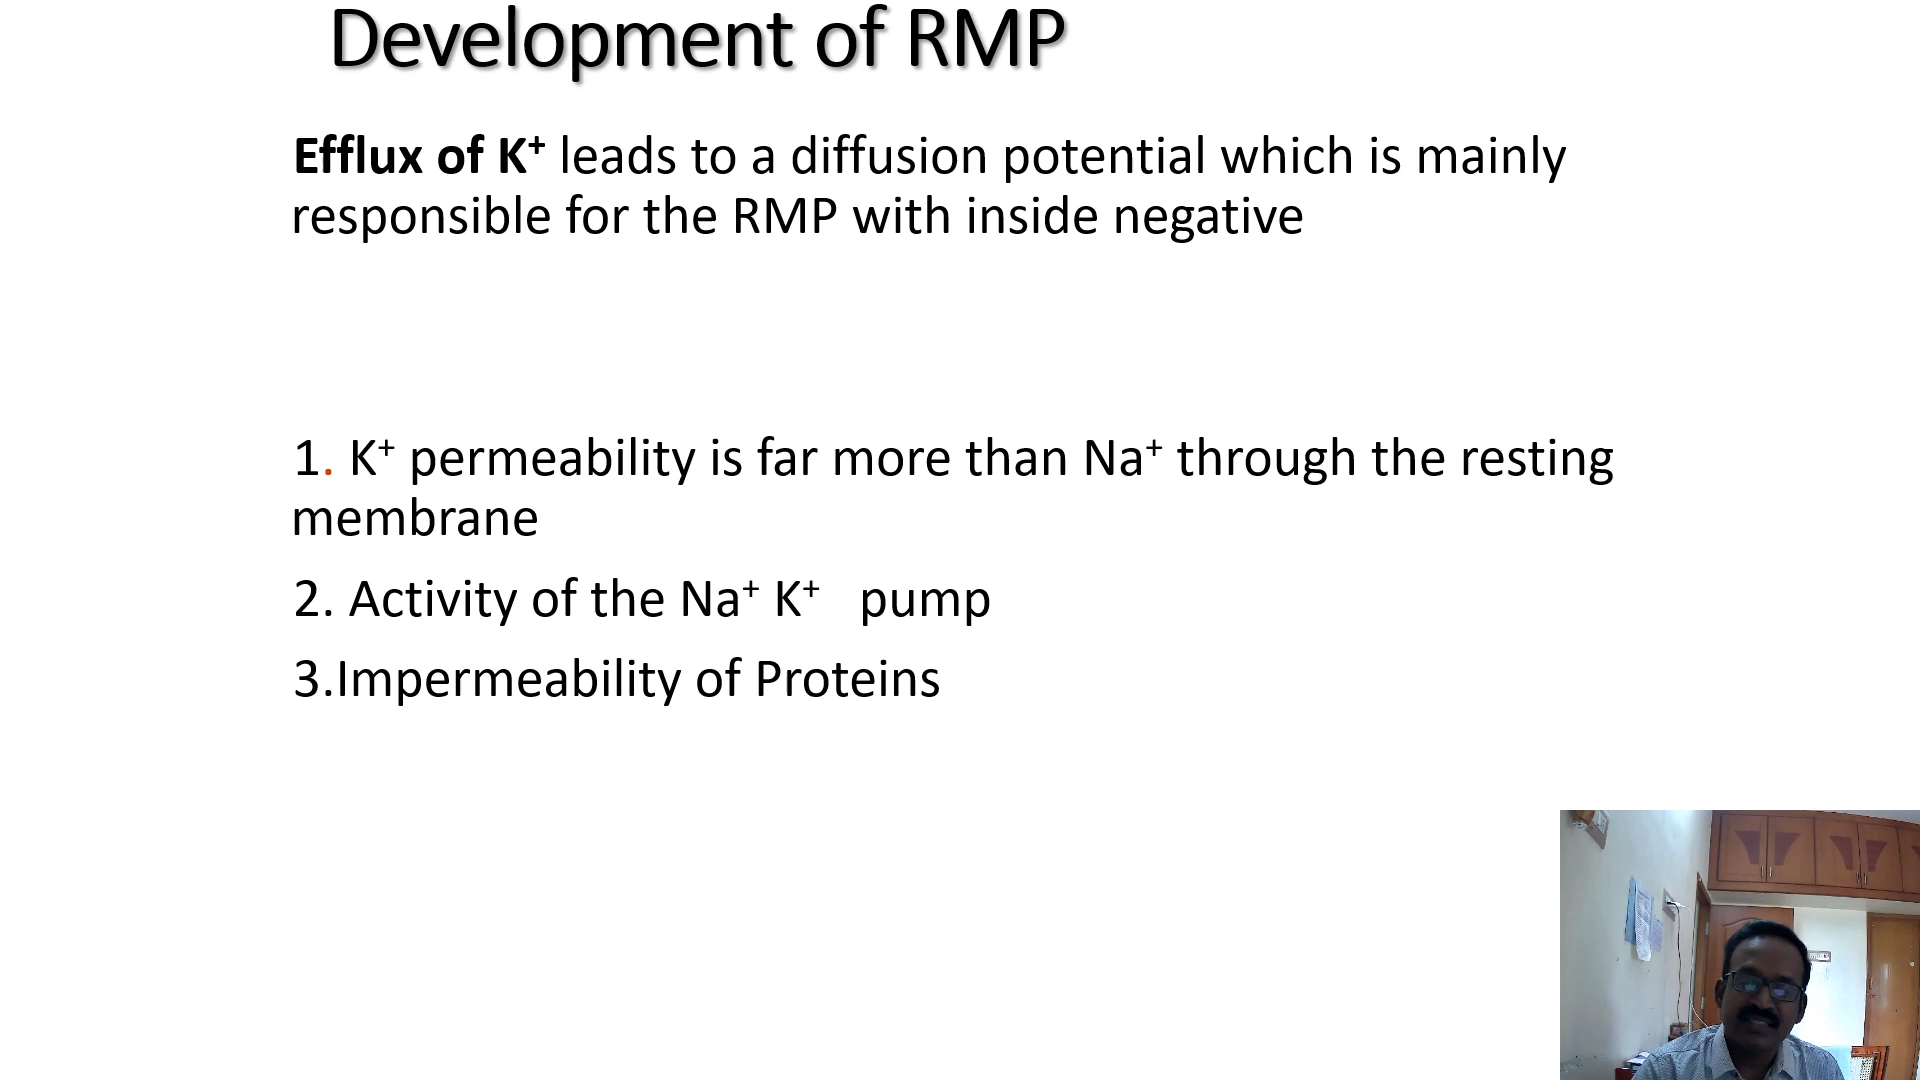 Development of RMP
Efflux of K⁺ leads to a diffusion potential which is mainly
responsible for the RMP with inside negative
1. K⁺ permeability is far more than Na⁺ through the resting
membrane
2. Activity of the Na⁺ K⁺ pump
3.Impermeability of Proteins